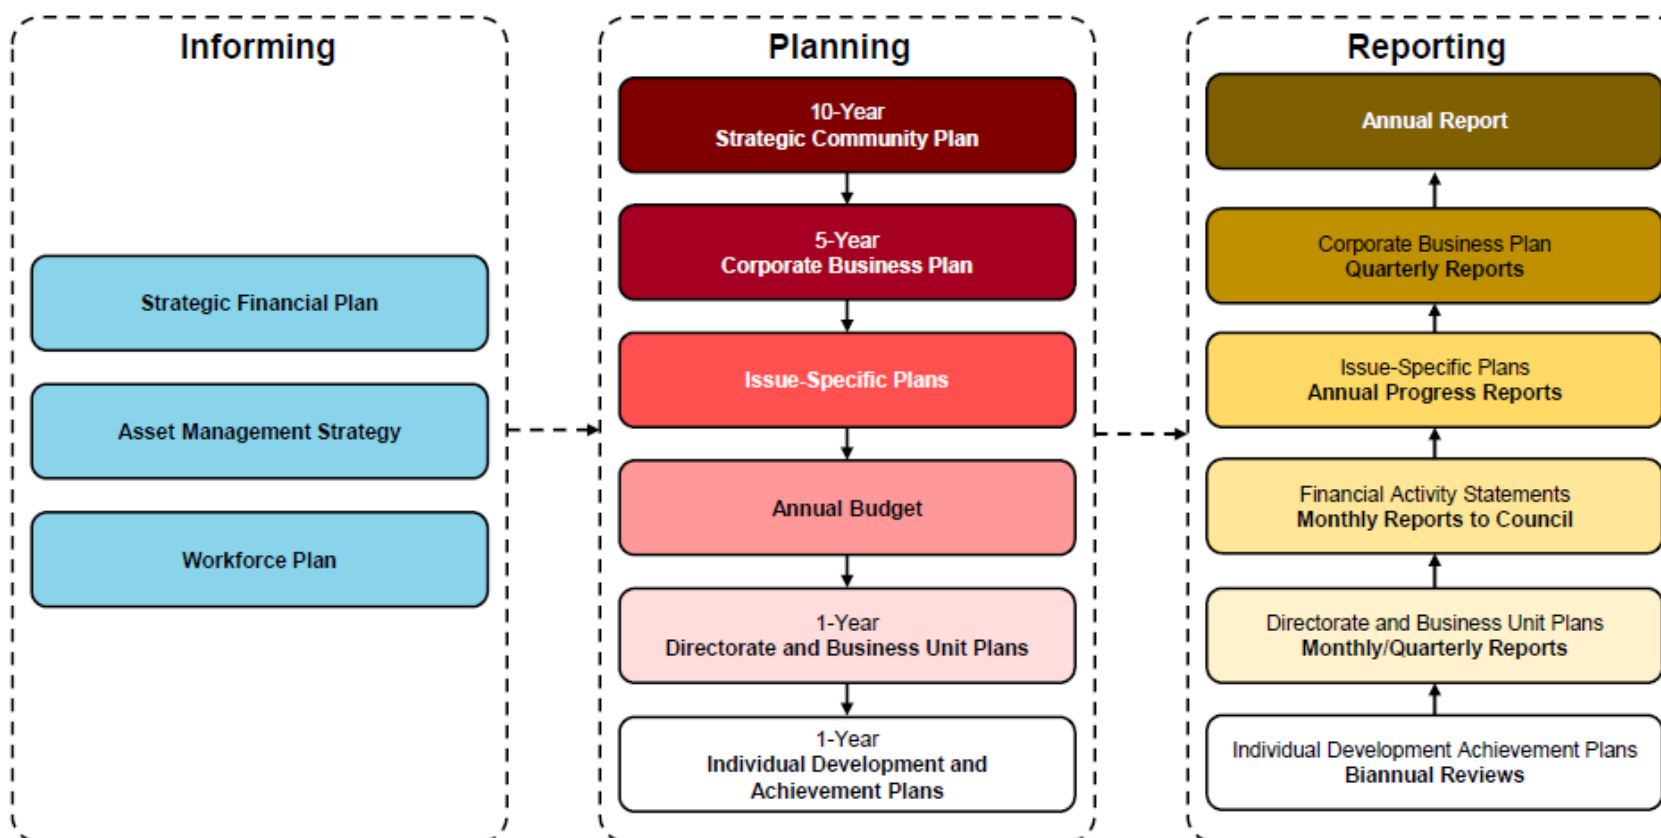 Informing
Strategic Financial Plan
Asset Management Strategy
Workforce Plan
Planning
10-Year
Strategic Community Plan
5-Year
Corporate Business Plan
Issue-Specific Plans
Annual Budget
1-Year
Directorate and Business Unit Plans
1-Year
Individual Development and
Achievement Plans
Reporting
Annual Report
Corporate Business Plan
Quarterly Reports
Issue-Specific Plans
Annual Progress Reports
Financial Activity Statements
Monthly Reports to Council
Directorate and Business Unit Plans
Monthly/Quarterly Reports
Individual Development Achievement Plans
Biannual Reviews